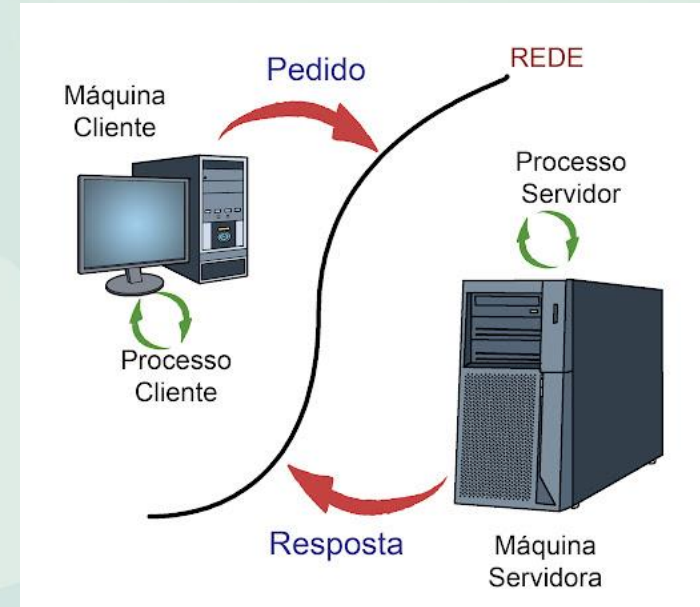 Pedido
REDE
Máquina
Cliente
Processo
Servidor
Processo
Cliente
Resposta
Máquina
Servidora